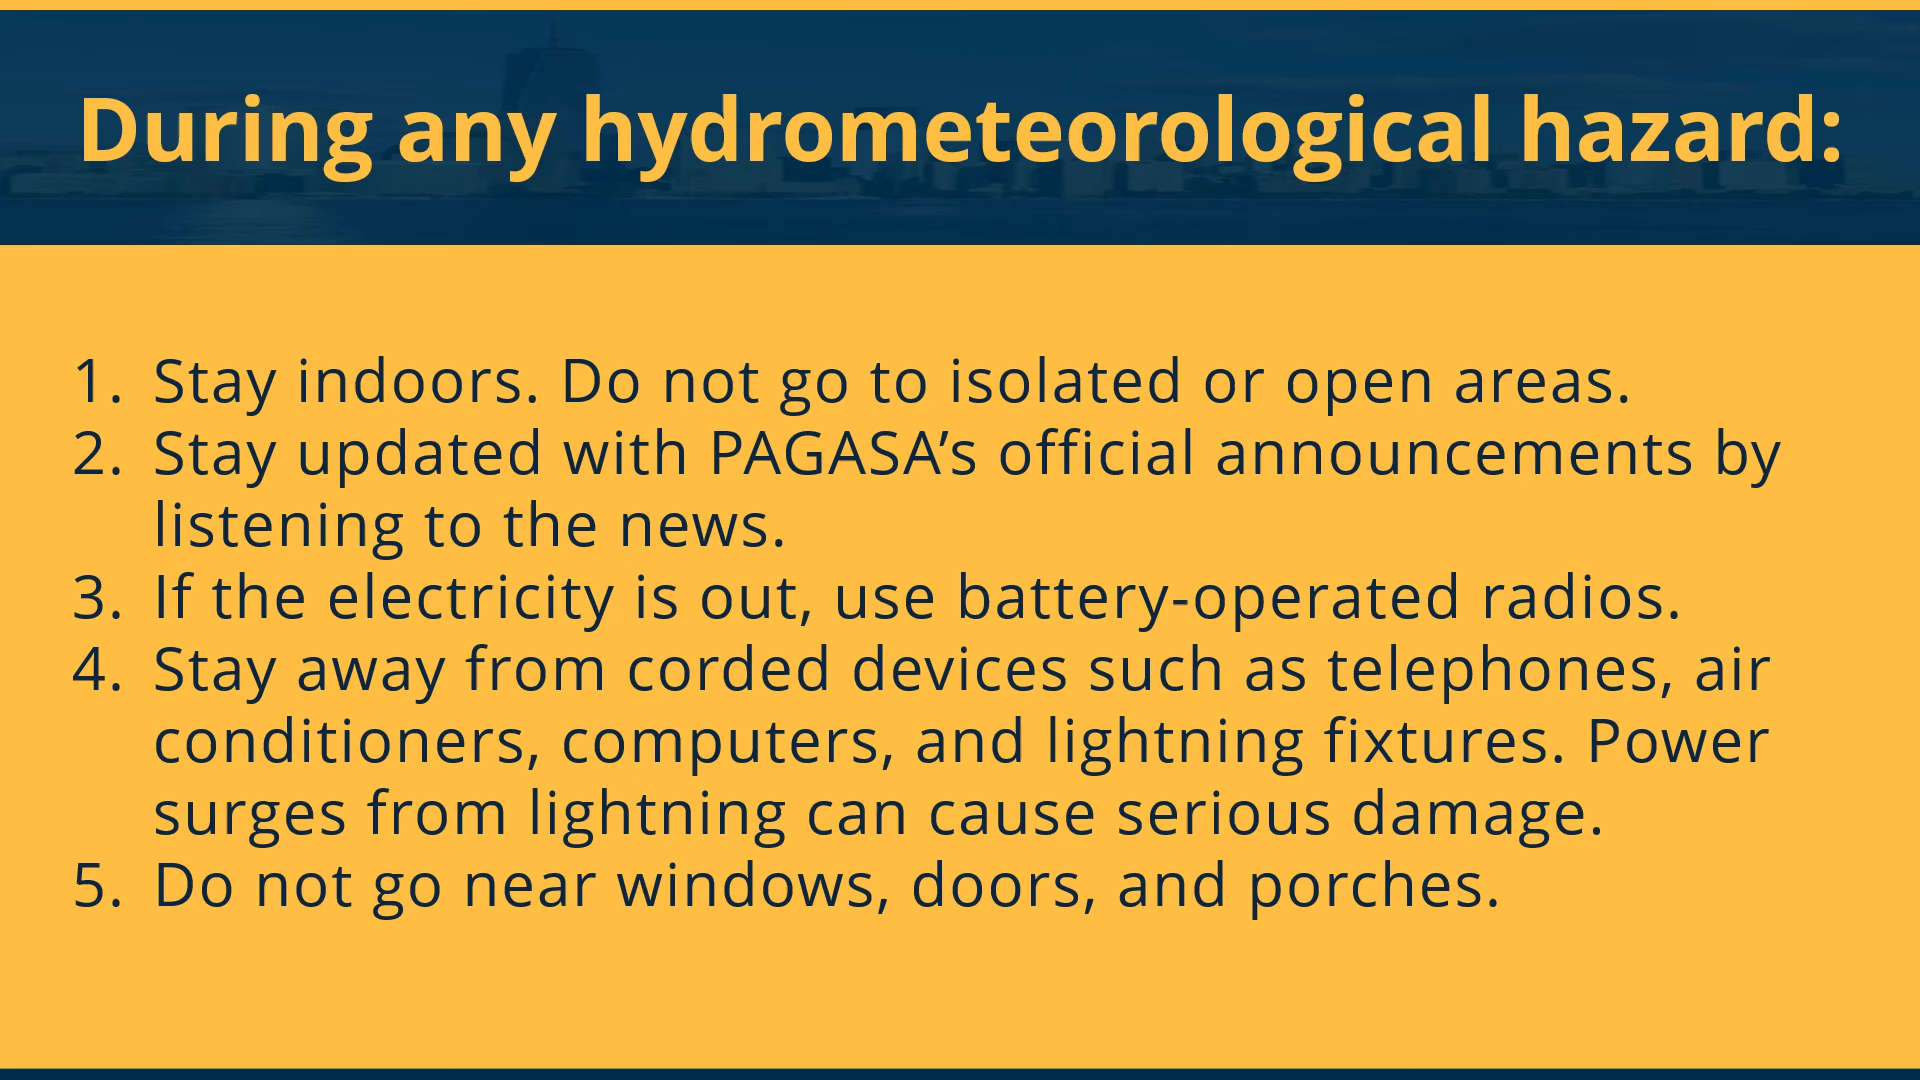 During any hydrometeorological hazard:
1. Stay indoors. Do not go to isolated or open areas.
2. Stay updated with PAGASA’s official announcements by
listening to the news.
3. If the electricity is out, use battery-operated radios.
4. Stay away from corded devices such as telephones, air
conditioners, computers, and lightning fixtures. Power
surges from lightning can cause serious damage.
5. Do not go near windows, doors, and porches.